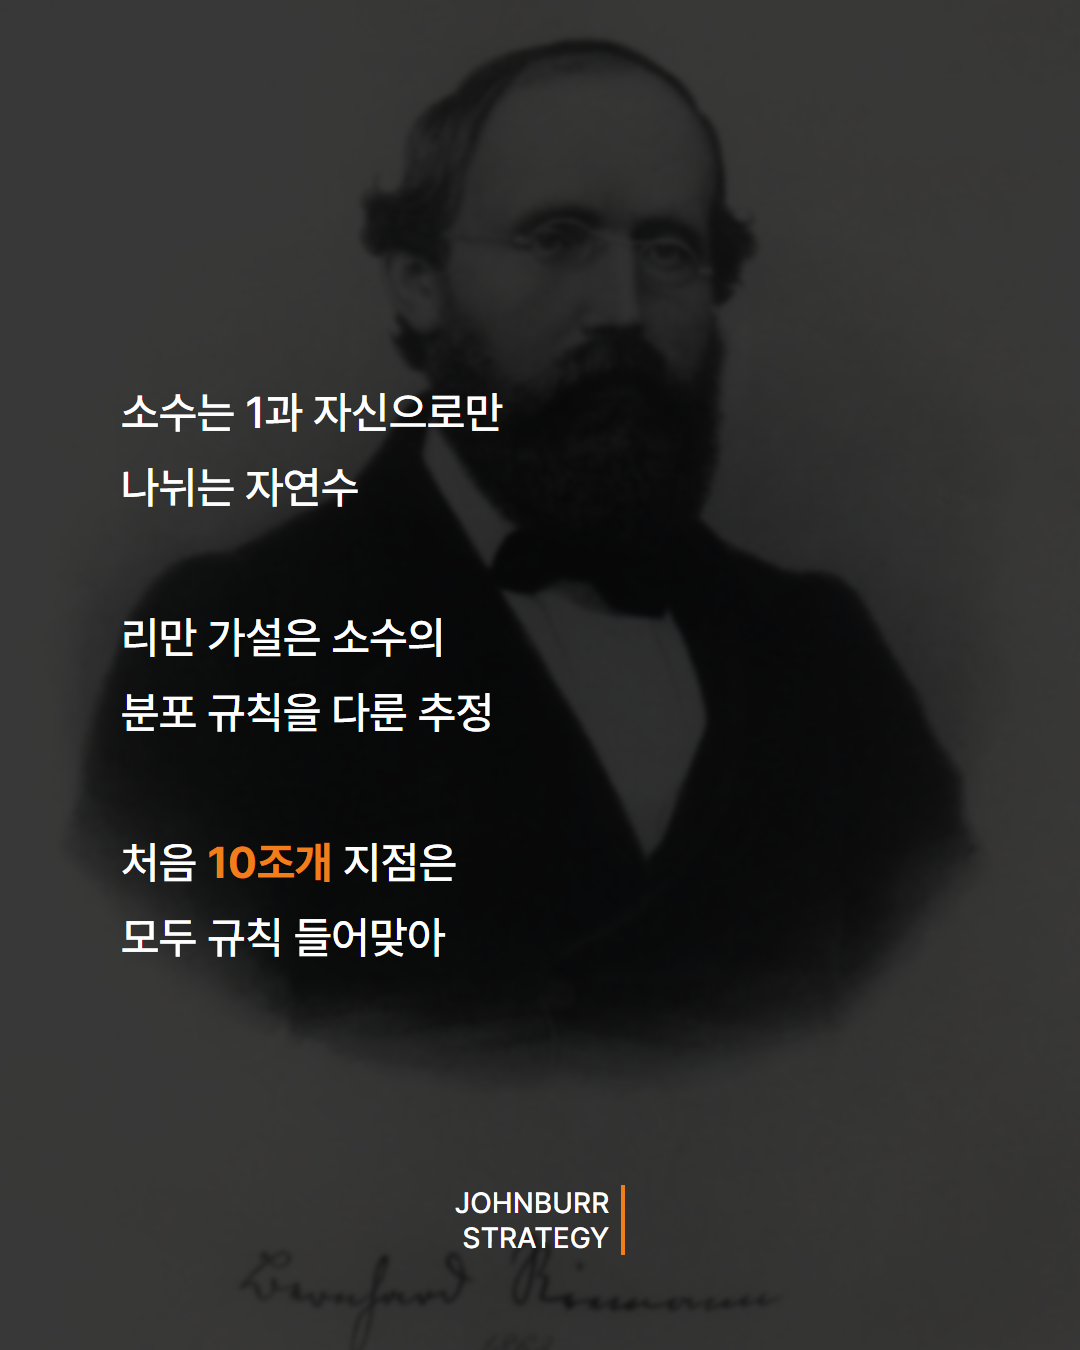 소수는 1과 자신으로만
나뉘는 자연수
리만 가설은 소수의
분포 규칙을 다룬 추정
처음 10조개 지점은
모두 규칙 들어맞아
JOHNBURR
STRATEGY
Bernhard Riemann